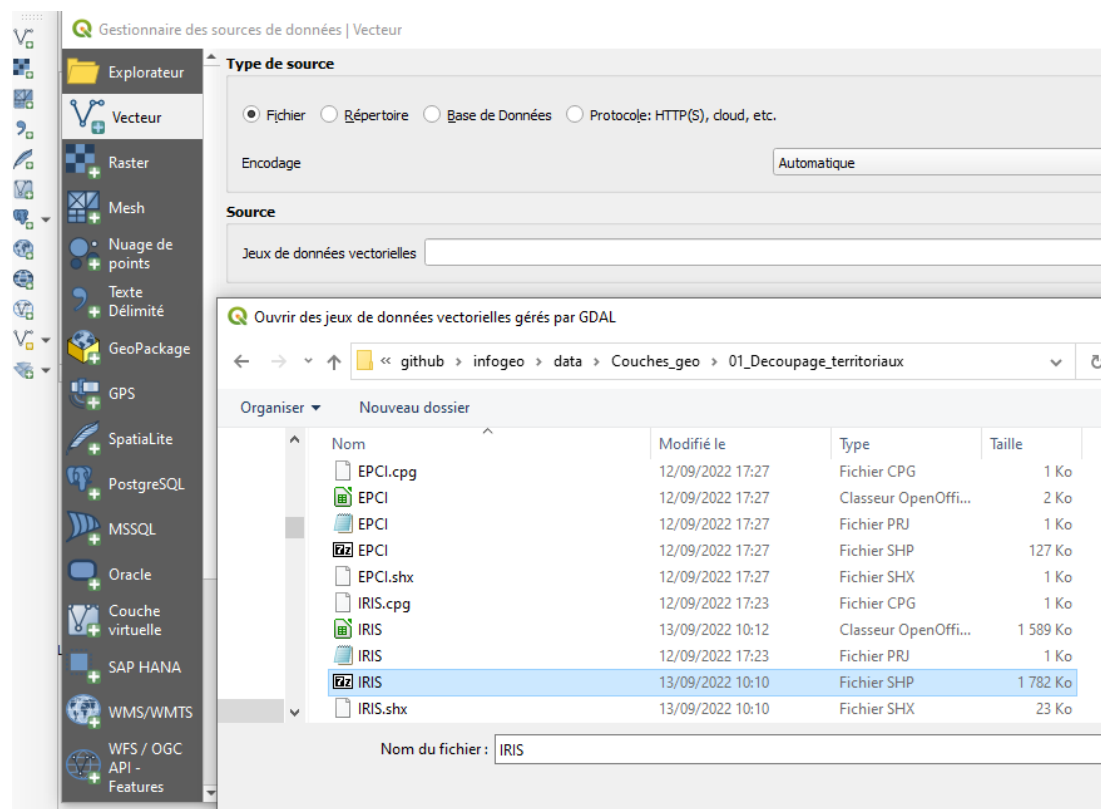 Gestionnaire des sources de données | Vecteur
Explorateur
Vecteur
Raster
Mesh
Nuage de
points
Texte
Délimité
GeoPackage
GPS
SpatiaLite
PostgreSQL
MSSQL
Oracle
Couche
virtuelle
SAP HANA
WMS/WMTS
WFS / OGC
API -
Features
Type de source
Fichier Répertoire Base de Données Protocole: HTTP(S), cloud, etc.
Encodage Automatique
Source
Jeux de données vectorielles
Ouvrir des jeux de données vectorielles gérés par GDAL
« github > infogeo > data > Couches_geo > 01_Decoupage_territoriaux
Organiser Nouveau dossier
Nom Modifié le Type Taille
EPCI.cpg 12/09/2022 17:27 Fichier CPG 1 Ko
EPCI 12/09/2022 17:27 Classeur OpenOffi... 2 Ko
EPCI 12/09/2022 17:27 Fichier PRJ 1 Ko
7z EPCI 12/09/2022 17:27 Fichier SHP 127 Ko
EPCI.shx 12/09/2022 17:27 Fichier SHX 1 Ko
IRIS.cpg 12/09/2022 17:23 Fichier CPG 1 Ko
IRIS 13/09/2022 10:12 Classeur OpenOffi... 1 589 Ko
IRIS 12/09/2022 17:23 Fichier PRJ 1 Ko
7z IRIS 13/09/2022 10:10 Fichier SHP 1 782 Ko
IRIS.shx 13/09/2022 10:10 Fichier SHX 23 Ko
Nom du fichier : IRIS